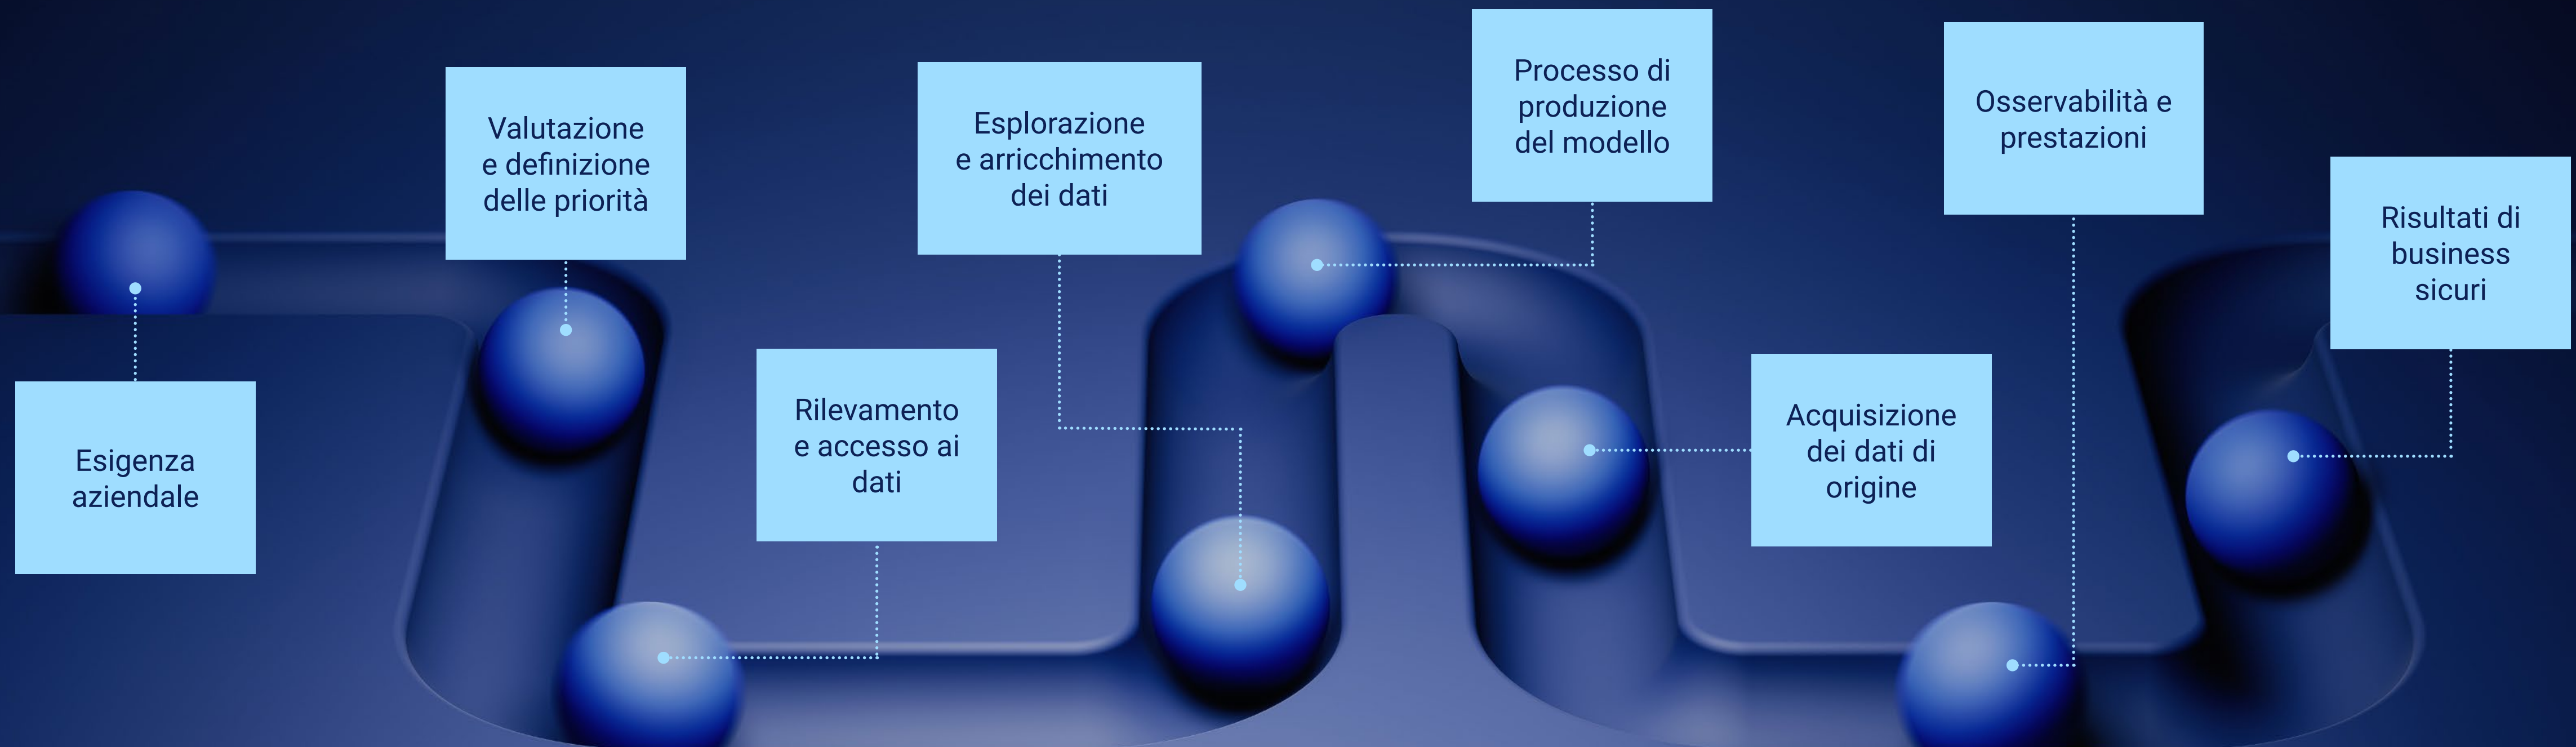 Esigenza
aziendale
Valutazione
e definizione
delle priorità
Rilevamento
e accesso ai
dati
Esplorazione
e arricchimento
dei dati
Processo di
produzione
del modello
Acquisizione
dei dati di
origine
Osservabilità e
prestazioni
Risultati di
business
sicuri